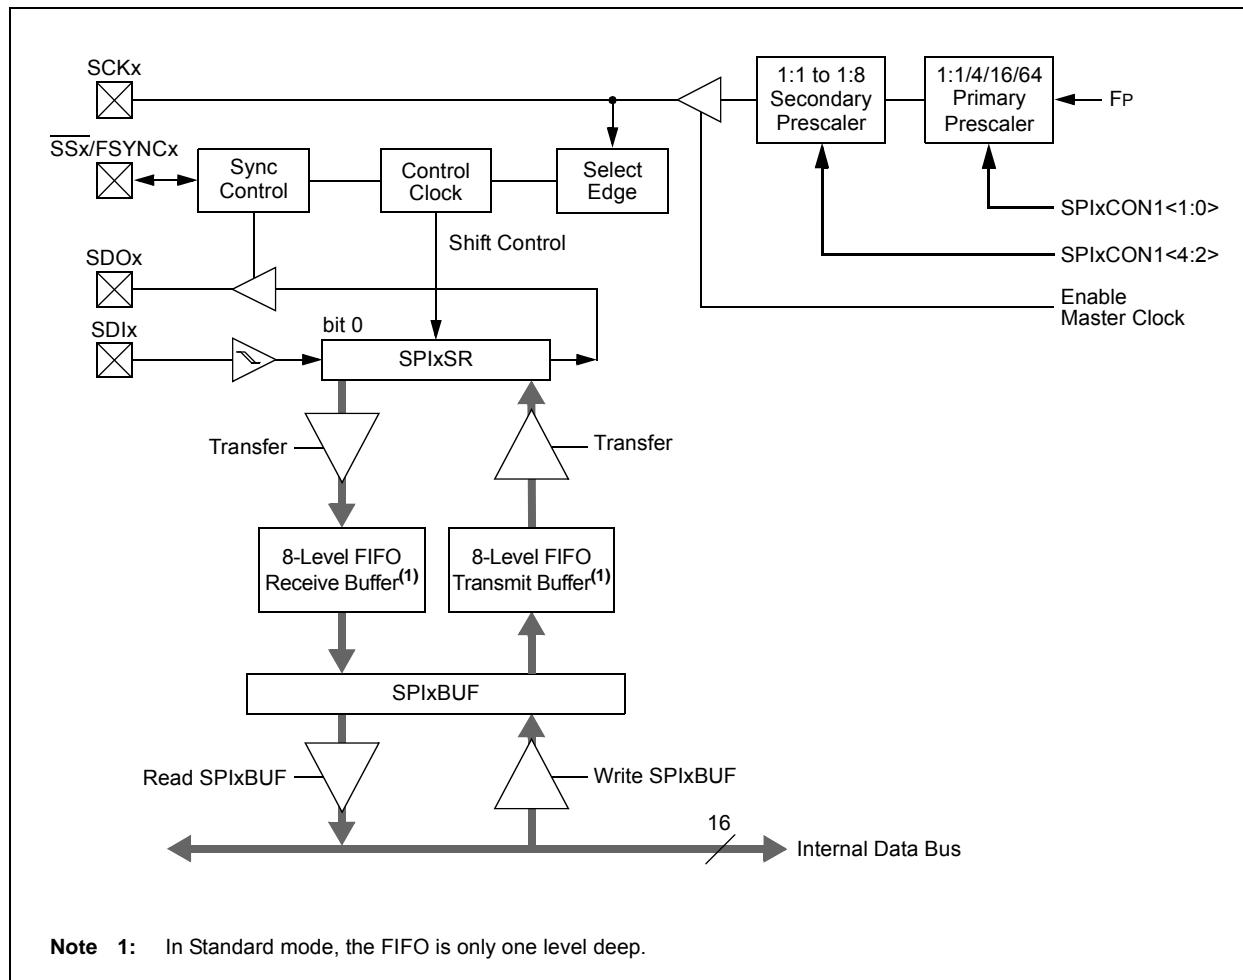 SCKx
1:1 to 1:8
Secondary
Prescaler
1:1/4/16/64
Primary
Prescaler
FP
SSx/FSYNCx
Sync
Control
Control
Clock
Select
Edge
SPIxCON1<1:0>
Shift Control
SPIxCON1<4:2>
SDOx
Enable
Master Clock
SDIx
bit 0
SPIxSR
Transfer
Transfer
8-Level FIFO
Receive Buffer(1)
8-Level FIFO
Transmit Buffer(1)
SPIxBUF
Read SPIxBUF
Write SPIxBUF
16
Internal Data Bus
Note 1: In Standard mode, the FIFO is only one level deep.